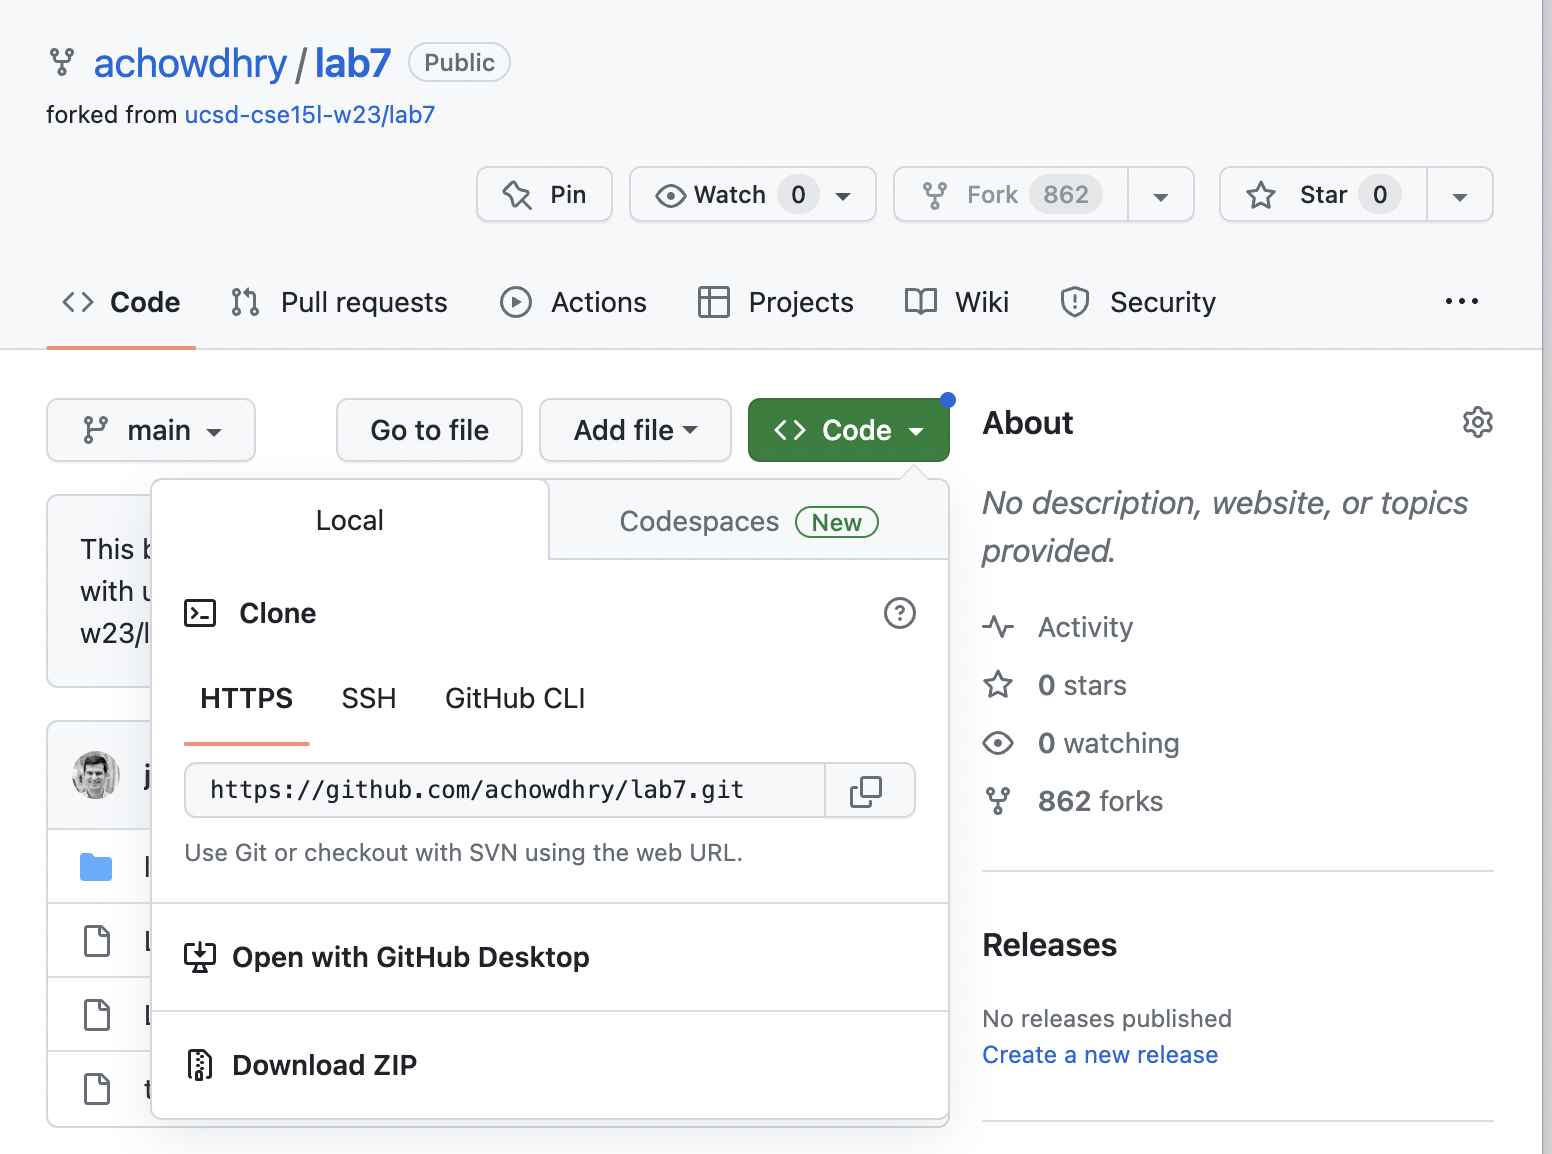 achowdhry / lab7 Public
forked from ucsd-cse15l-w23/lab7
Pin Watch 0 Fork 862 Star 0
Code Pull requests Actions Projects Wiki Security
main Go to file Add file Code
About
No description, website, or topics
provided.
Local Codespaces New
This
with
w23/
Clone
HTTPS SSH GitHub CLI
https://github.com/achowdhry/lab7.git
Use Git or checkout with SVN using the web URL.
Open with GitHub Desktop
Download ZIP
Activity
0 stars
0 watching
862 forks
Releases
No releases published
Create a new release